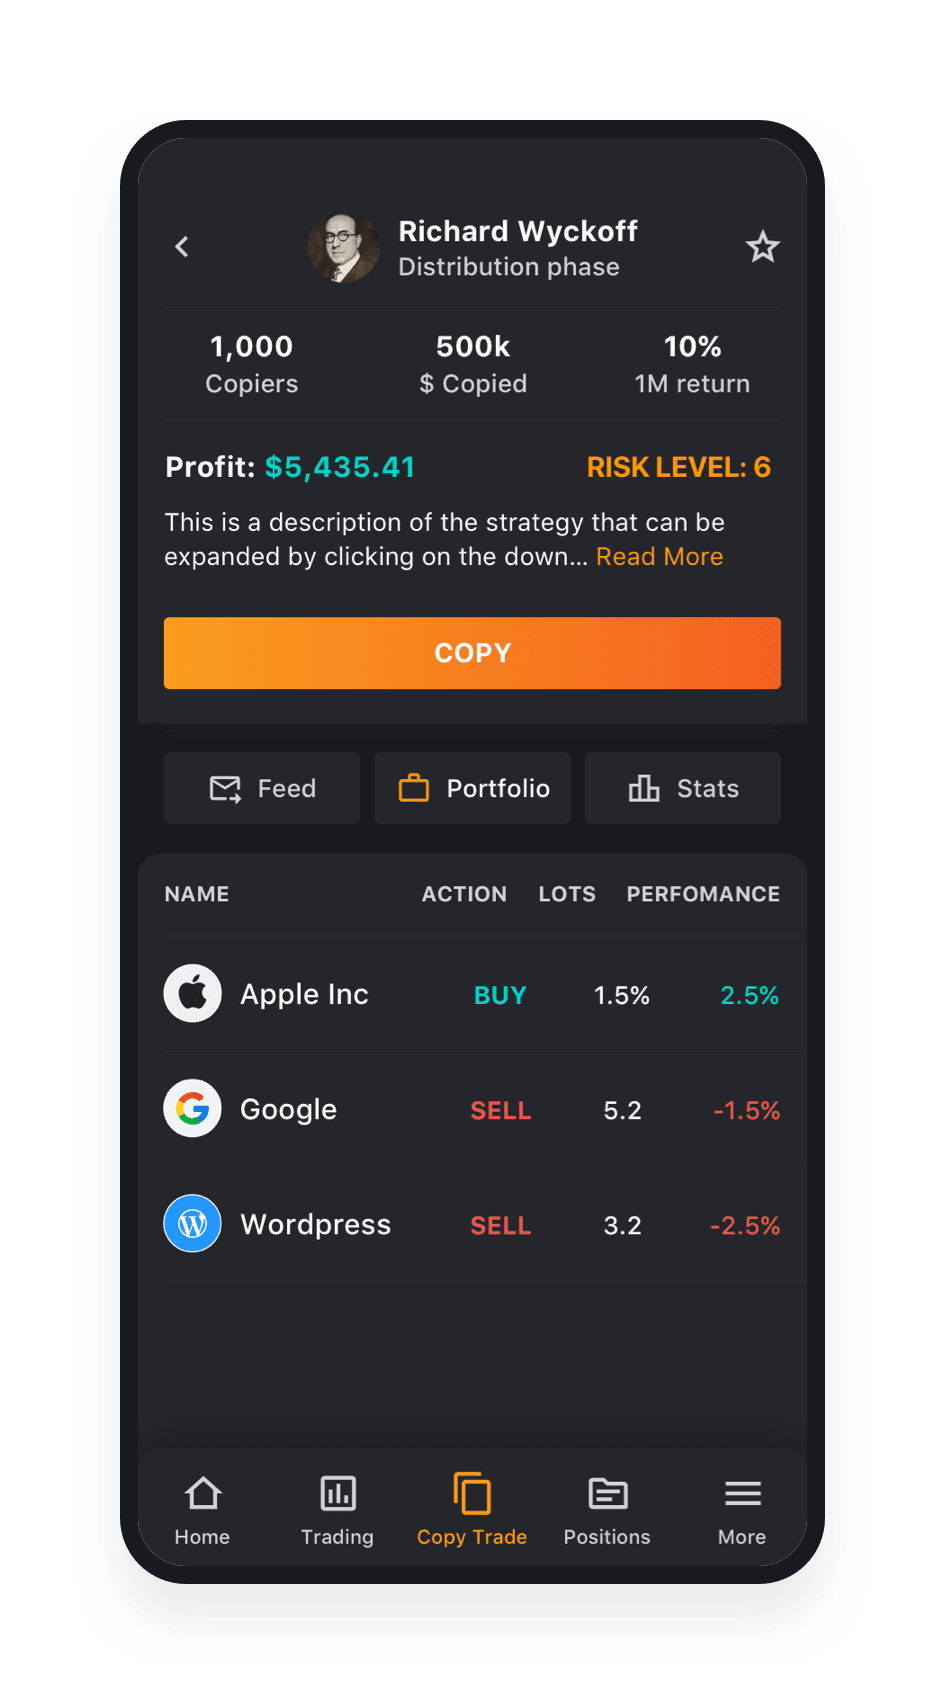 Richard Wyckoff
Distribution phase
1,000 500k 10%
Copiers $ Copied 1M return
Profit: $5,435.41 RISK LEVEL: 6
This is a description of the strategy that can be
expanded by clicking on the down... Read More
COPY
Feed Portfolio Stats
NAME ACTION LOTS PERFOMANCE
Apple Inc BUY 1.5% 2.5%
Google SELL 5.2 -1.5%
Wordpress SELL 3.2 -2.5%
Home Trading Copy Trade Positions More